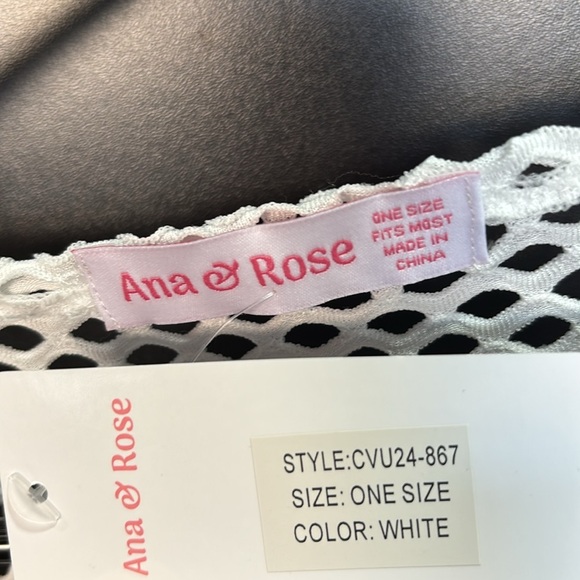 Ana & Rose
ONE SIZE
FITS MOST
MADE IN
CHINA
Ana & Rose
STYLE:CVU24-867
SIZE: ONE SIZE
COLOR: WHITE